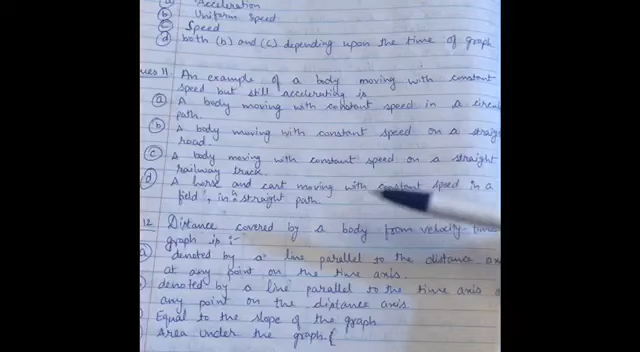 a) Acceleration
b) Uniform Speed
c) Speed
d) both (b) and (c) depending upon the time of graph
ues 11. An example of a body moving with constant
speed but still accelerating is
a) A body moving with constant speed in a circul
path.
b) A body moving with constant speed on a straigh
road.
c) A body moving with constant speed on a straight
railway track.
d) A horse and cart moving with constant speed in a
field, in a straight path.
12. Distance covered by a body from velocity-time
graph is :-
a) denoted by a line parallel to the distance ax
at any point on the time axis.
) denoted by a line parallel to the time axis
any point on the distance axis.
) Equal to the slope of the graph
) Area under the graph.